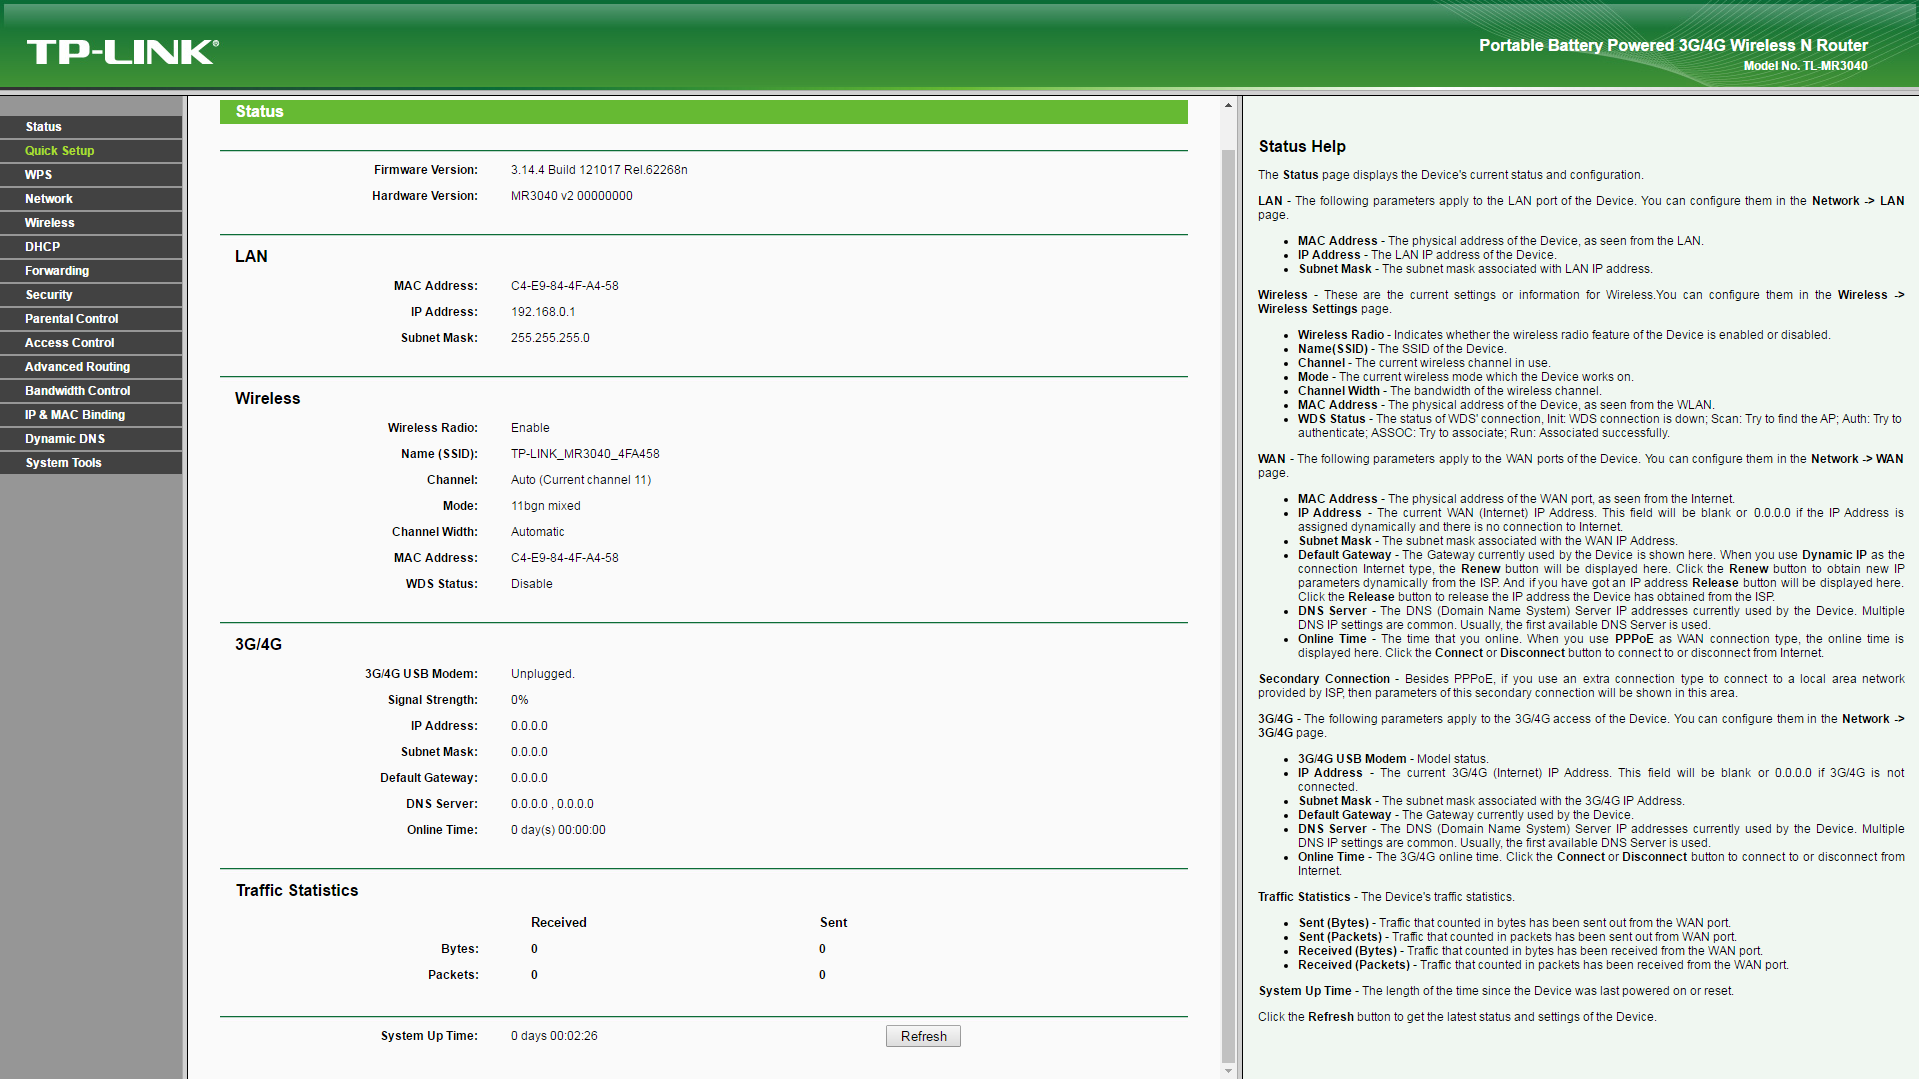 TP-LINK®
Portable Battery Powered 3G/4G Wireless N Router
Model No. TL-MR3040
Status
Quick Setup
WPS
Network
Wireless
DHCP
Forwarding
Security
Parental Control
Access Control
Advanced Routing
Bandwidth Control
IP & MAC Binding
Dynamic DNS
System Tools
Status
Firmware Version: 3.14.4 Build 121017 Rel.62268n
Hardware Version: MR3040 v2 00000000
LAN
MAC Address: C4-E9-84-4F-A4-58
IP Address: 192.168.0.1
Subnet Mask: 255.255.255.0
Wireless
Wireless Radio: Enable
Name (SSID): TP-LINK_MR3040_4FA458
Channel: Auto (Current channel 11)
Mode: 11bgn mixed
Channel Width: Automatic
MAC Address: C4-E9-84-4F-A4-58
WDS Status: Disable
3G/4G
3G/4G USB Modem: Unplugged.
Signal Strength: 0%
IP Address: 0.0.0.0
Subnet Mask: 0.0.0.0
Default Gateway: 0.0.0.0
DNS Server: 0.0.0.0 , 0.0.0.0
Online Time: 0 day(s) 00:00:00
Traffic Statistics
Received Sent
Bytes: 0 0
Packets: 0 0
System Up Time: 0 days 00:02:26 Refresh
Status Help
The Status page displays the Device's current status and configuration.
LAN - The following parameters apply to the LAN port of the Device. You can configure them in the Network -> LAN
page.
• MAC Address - The physical address of the Device, as seen from the LAN.
• IP Address - The LAN IP address of the Device.
• Subnet Mask - The subnet mask associated with LAN IP address.
Wireless - These are the current settings or information for Wireless.You can configure them in the Wireless ->
Wireless Settings page.
• Wireless Radio - Indicates whether the wireless radio feature of the Device is enabled or disabled.
• Name(SSID) - The SSID of the Device.
• Channel - The current wireless channel in use.
• Mode - The current wireless mode which the Device works on.
• Channel Width - The bandwidth of the wireless channel.
• MAC Address - The physical address of the Device, as seen from the WLAN.
• WDS Status - The status of WDS' connection, Init: WDS connection is down; Scan: Try to find the AP; Auth: Try to
authenticate; ASSOC: Try to associate; Run: Associated successfully.
WAN - The following parameters apply to the WAN ports of the Device. You can configure them in the Network -> WAN
page.
• MAC Address - The physical address of the WAN port, as seen from the Internet.
• IP Address - The current WAN (Internet) IP Address. This field will be blank or 0.0.0.0 if the IP Address is
assigned dynamically and there is no connection to Internet.
• Subnet Mask - The subnet mask associated with the WAN IP Address.
• Default Gateway - The Gateway currently used by the Device is shown here. When you use Dynamic IP as the
connection Internet type, the Renew button will be displayed here. Click the Renew button to obtain new IP
parameters dynamically from the ISP. And if you have got an IP address Release button will be displayed here.
Click the Release button to release the IP address the Device has obtained from the ISP.
• DNS Server - The DNS (Domain Name System) Server IP addresses currently used by the Device. Multiple
DNS IP settings are common. Usually, the first available DNS Server is used.
• Online Time - The time that you online. When you use PPPoE as WAN connection type, the online time is
displayed here. Click the Connect or Disconnect button to connect to or disconnect from Internet.
Secondary Connection - Besides PPPoE, if you use an extra connection type to connect to a local area network
provided by ISP, then parameters of this secondary connection will be shown in this area.
3G/4G - The following parameters apply to the 3G/4G access of the Device. You can configure them in the Network ->
3G/4G page.
• 3G/4G USB Modem - Model status.
• IP Address - The current 3G/4G (Internet) IP Address. This field will be blank or 0.0.0.0 if 3G/4G is not
connected.
• Subnet Mask - The subnet mask associated with the 3G/4G IP Address.
• Default Gateway - The Gateway currently used by the Device.
• DNS Server - The DNS (Domain Name System) Server IP addresses currently used by the Device. Multiple
DNS IP settings are common. Usually, the first available DNS Server is used.
• Online Time - The 3G/4G online time. Click the Connect or Disconnect button to connect to or disconnect from
Internet.
Traffic Statistics - The Device's traffic statistics.
• Sent (Bytes) - Traffic that counted in bytes has been sent out from the WAN port.
• Sent (Packets) - Traffic that counted in packets has been sent out from WAN port.
• Received (Bytes) - Traffic that counted in bytes has been received from the WAN port.
• Received (Packets) - Traffic that counted in packets has been received from the WAN port.
System Up Time - The length of the time since the Device was last powered on or reset.
Click the Refresh button to get the latest status and settings of the Device.